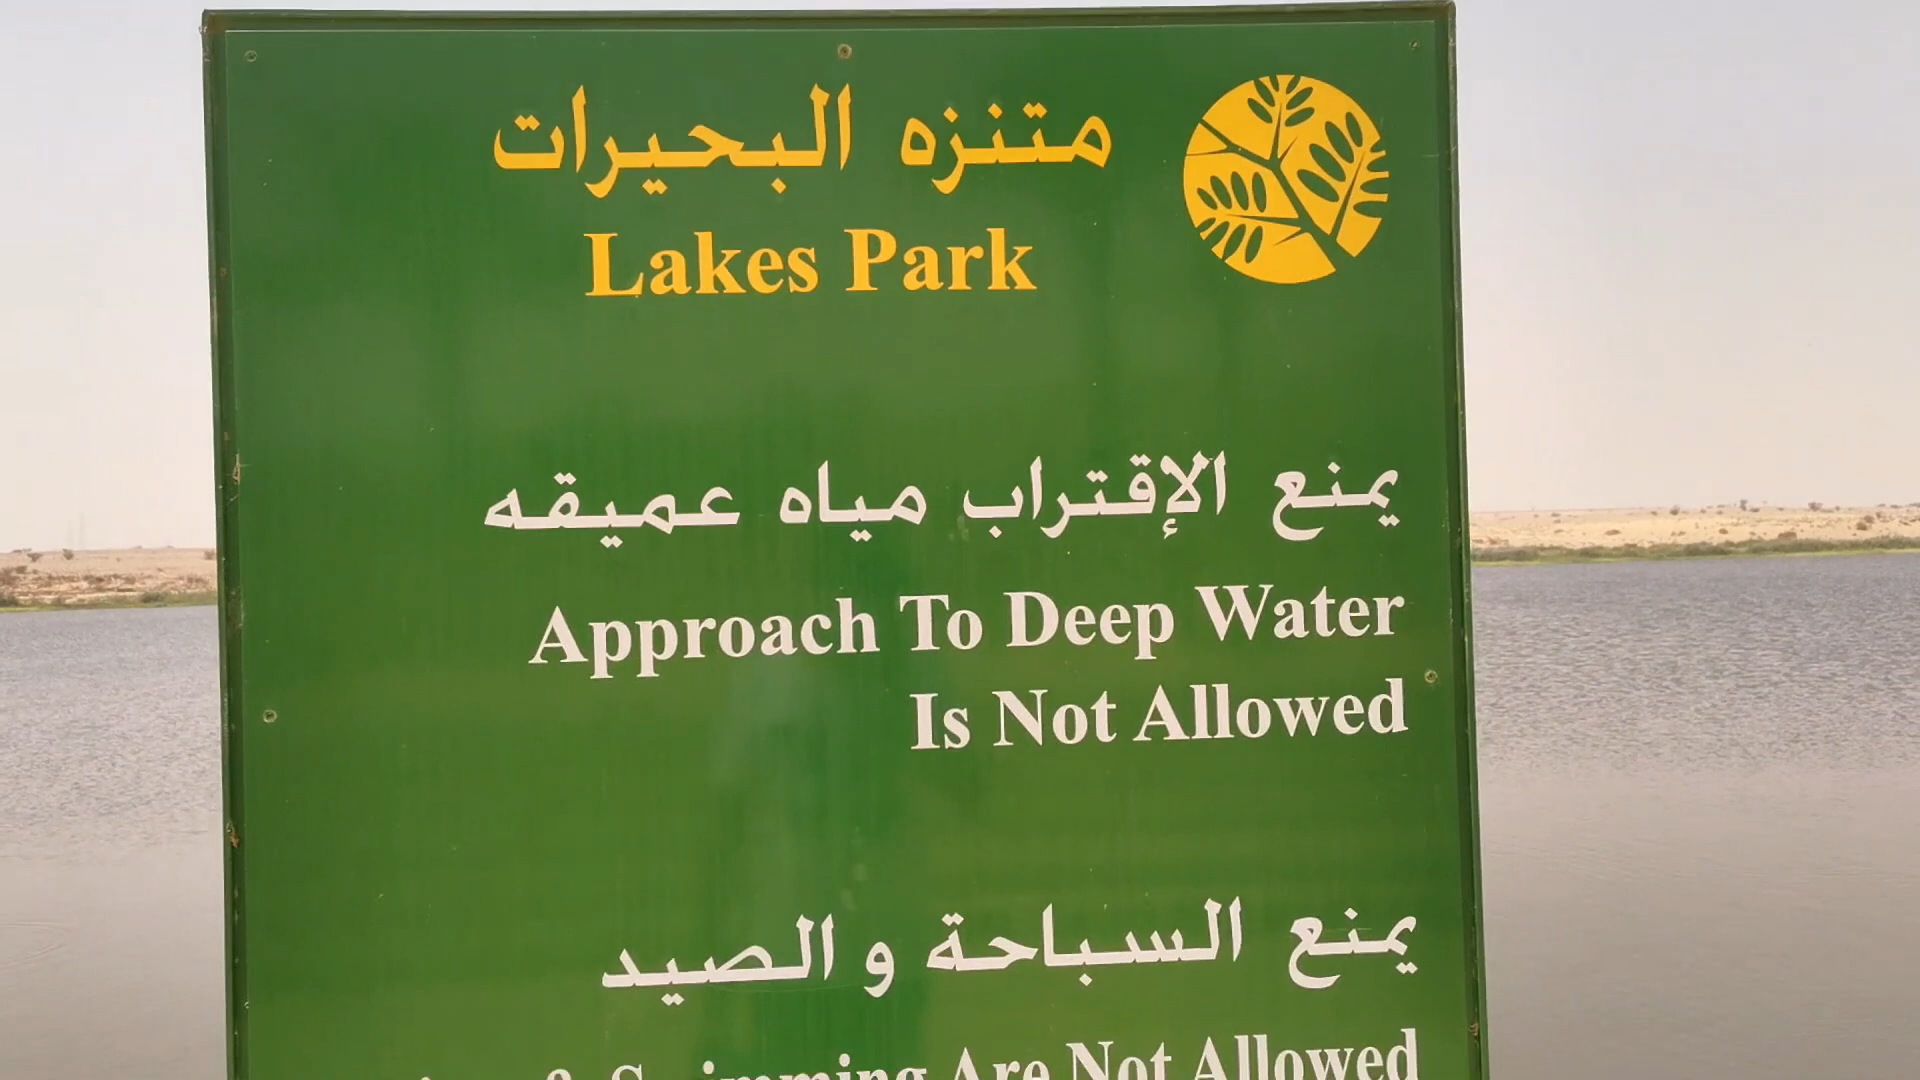 متنزه البحيرات
Lakes Park
يمنع الإقتراب مياه عميقه
Approach To Deep Water
Is Not Allowed
يمنع السباحة و الصيد
& Swimming Are Not Allowed